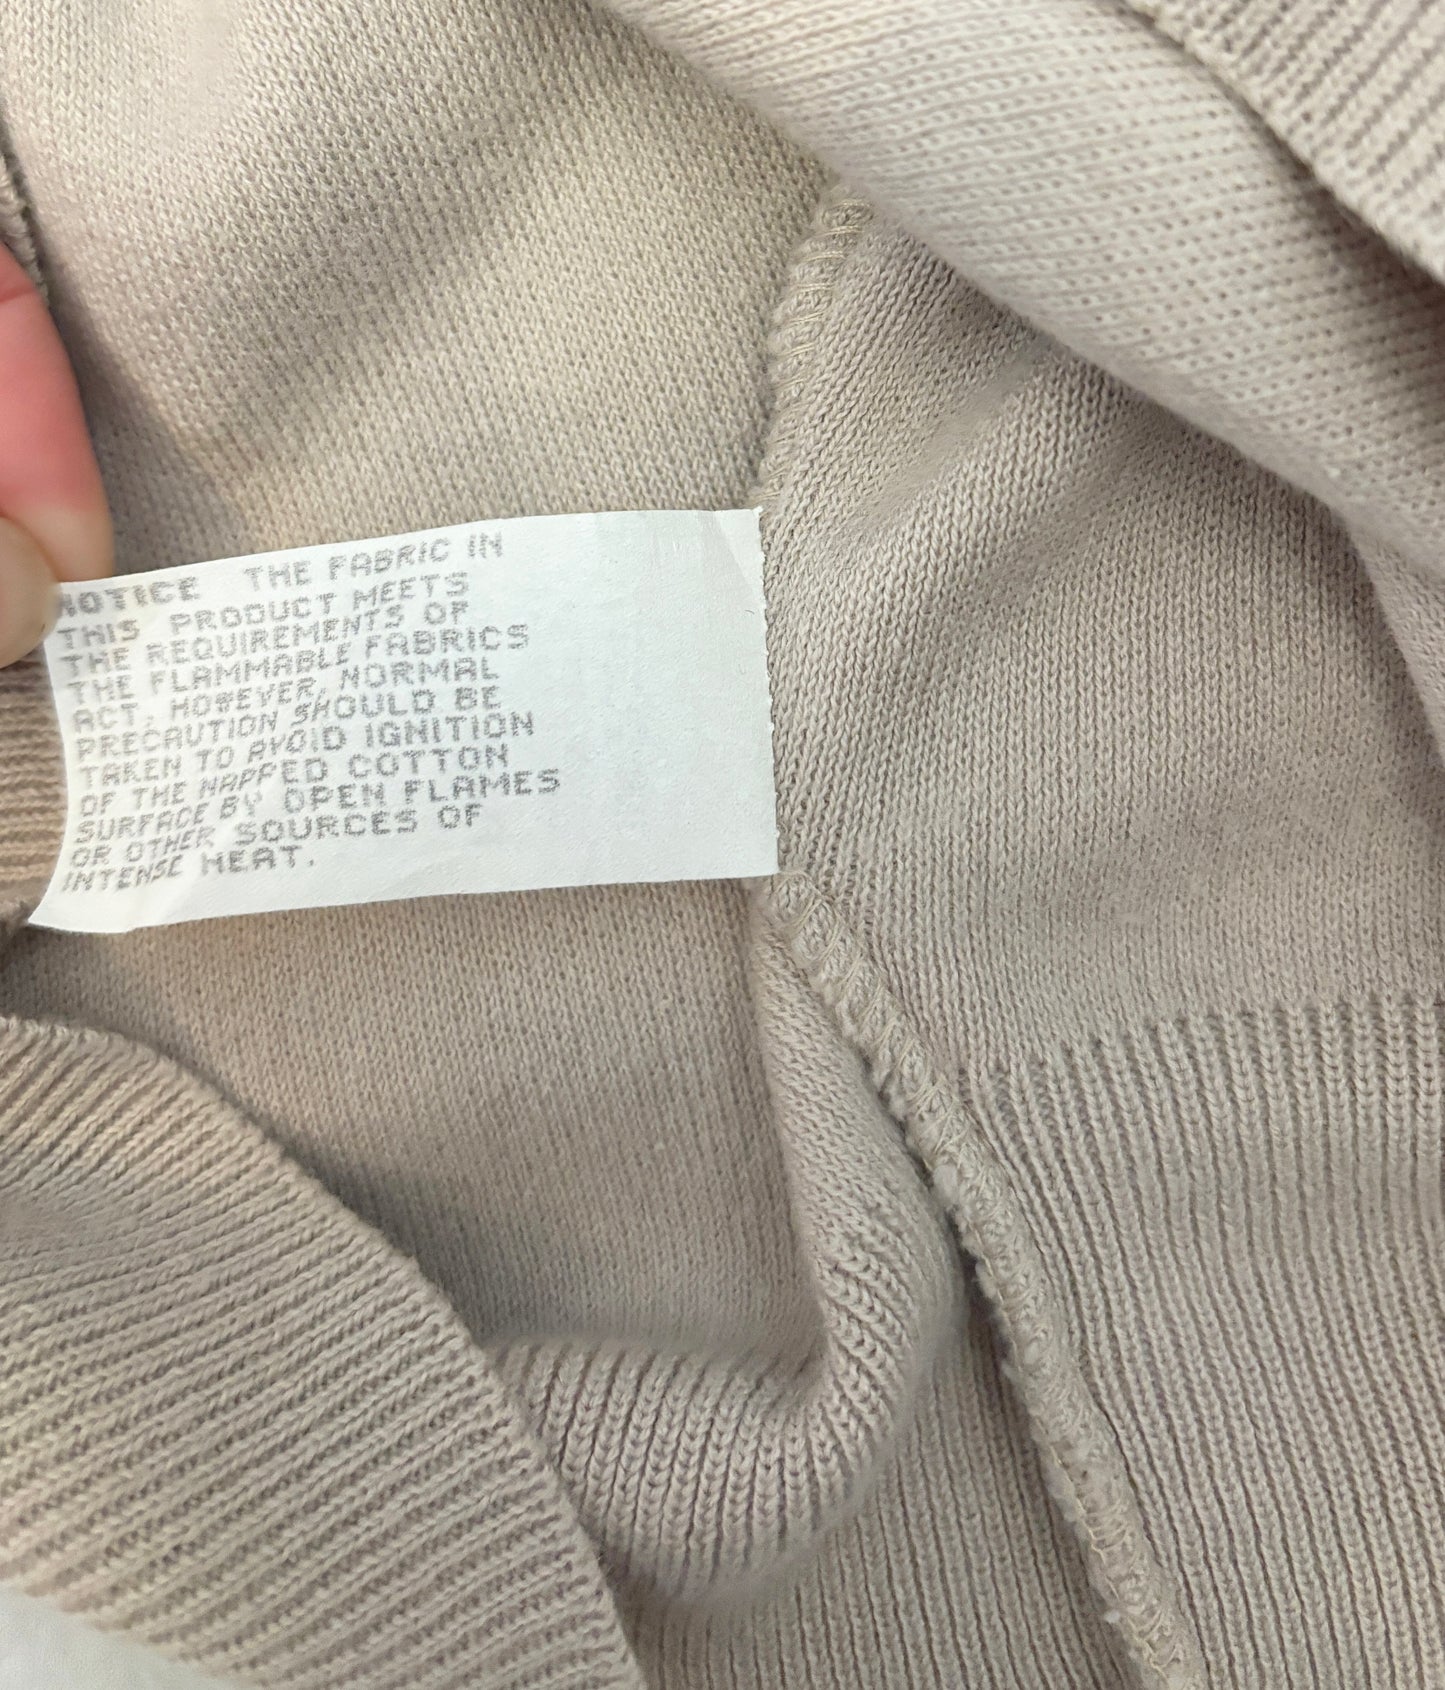 NOTICE THE FABRIC IN
THIS PRODUCT MEETS
THE REQUIREMENTS OF
THE FLAMMABLE FABRICS
ACT. HOWEVER, NORMAL
PRECAUTION SHOULD BE
TAKEN TO AVOID IGNITION
OF THE NAPPED COTTON
SURFACE BY OPEN FLAMES
OR OTHER SOURCES OF
INTENSE HEAT.